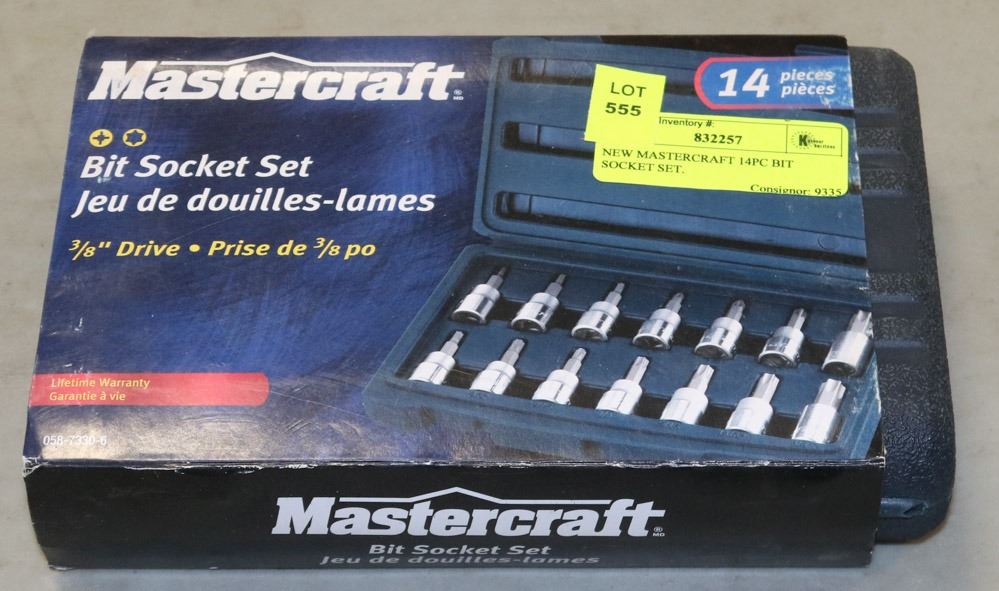 Mastercraft
® MD
14 pieces
pièces
LOT
555
Inventory #:
832257
NEW MASTERCRAFT 14PC BIT
SOCKET SET.
Consignor: 9335
Bit Socket Set
Jeu de douilles-lames
3/8" Drive • Prise de 3/8 po
Lifetime Warranty
Garantie à vie
058-7330-6
Mastercraft
® MD
Bit Socket Set
Jeu de douilles-lames